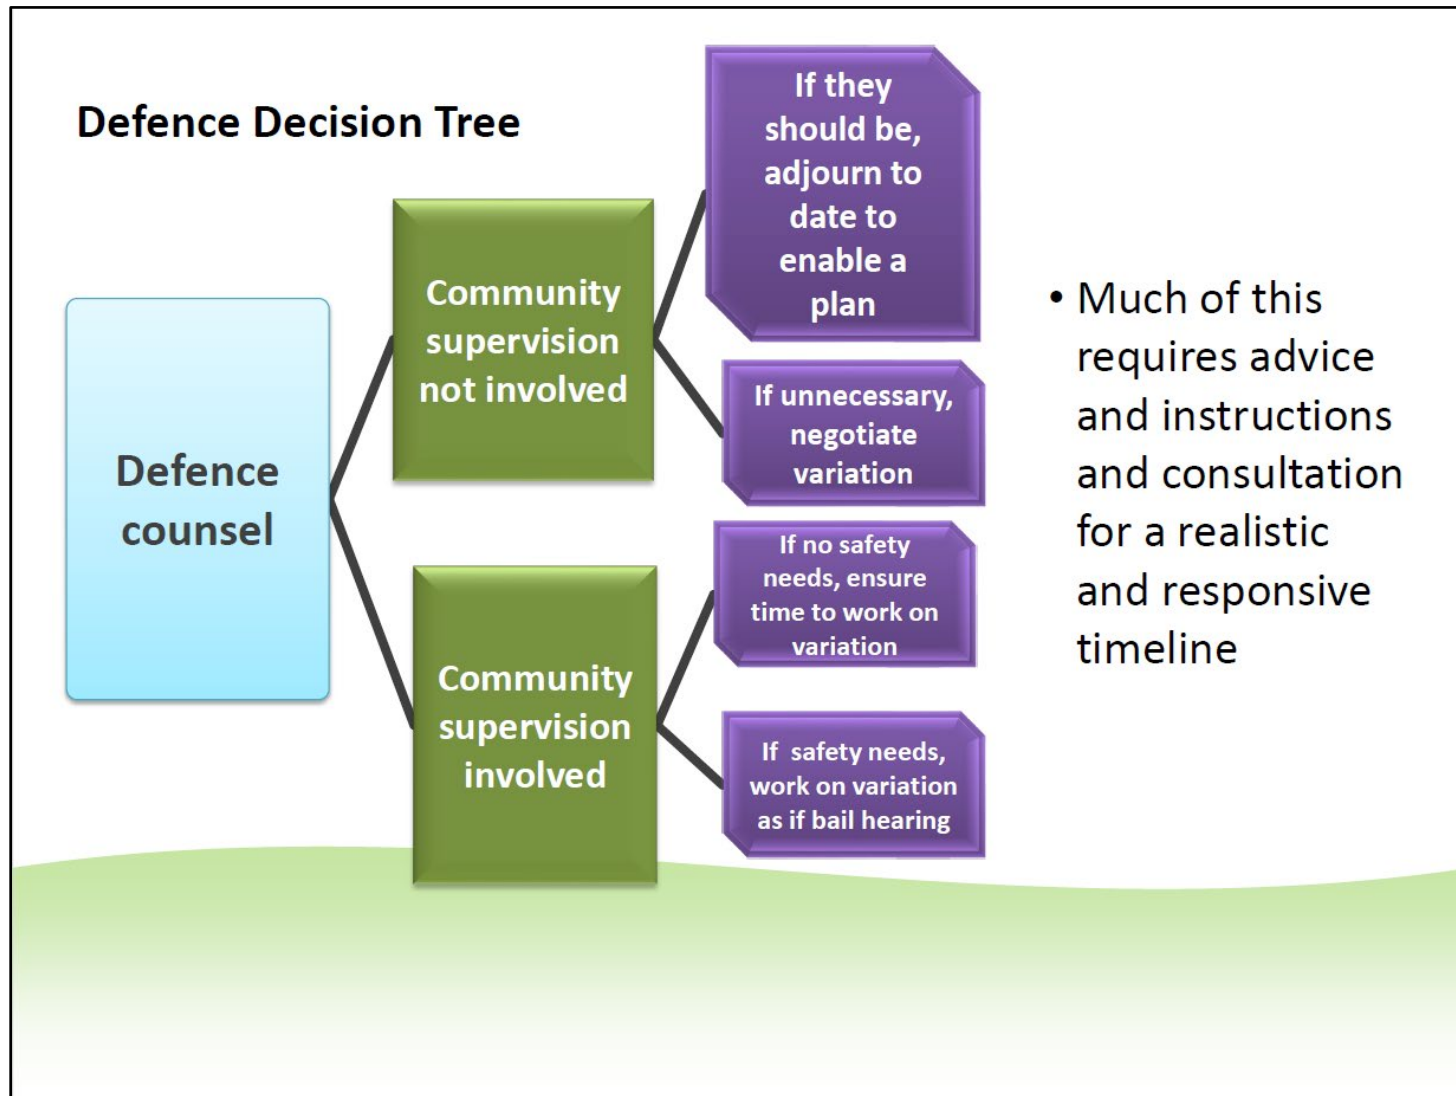 Defence Decision Tree
Defence
counsel
Community
supervision
not involved
If they
should be,
adjourn to
date to
enable a
plan
If unnecessary,
negotiate
variation
Community
supervision
involved
If no safety
needs, ensure
time to work on
variation
If safety needs,
work on variation
as if bail hearing
• Much of this
requires advice
and instructions
and consultation
for a realistic
and responsive
timeline